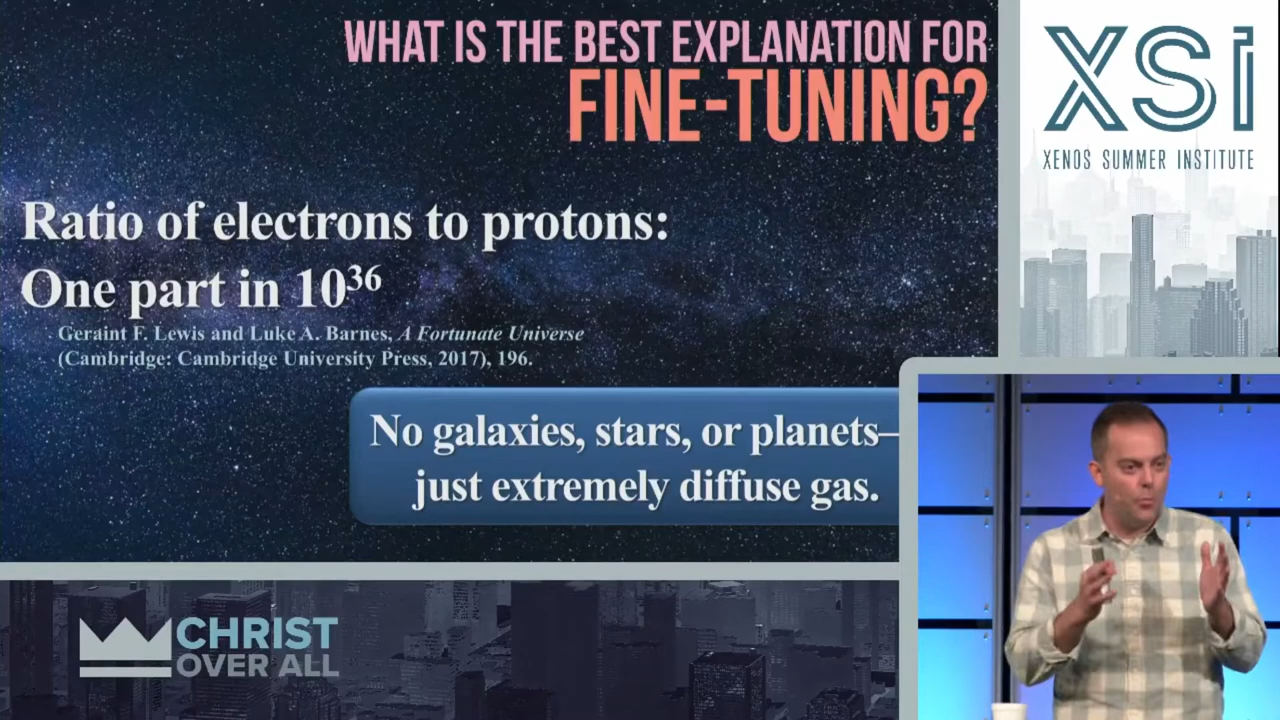 WHAT IS THE BEST EXPLANATION FOR
FINE-TUNING?
Ratio of electrons to protons:
One part in 10³⁶
Geraint F. Lewis and Luke A. Barnes, A Fortunate Universe
(Cambridge: Cambridge University Press, 2017), 196.
No galaxies, stars, or planets–
just extremely diffuse gas.
XSi
XENOS SUMMER INSTITUTE
CHRIST
OVER ALL